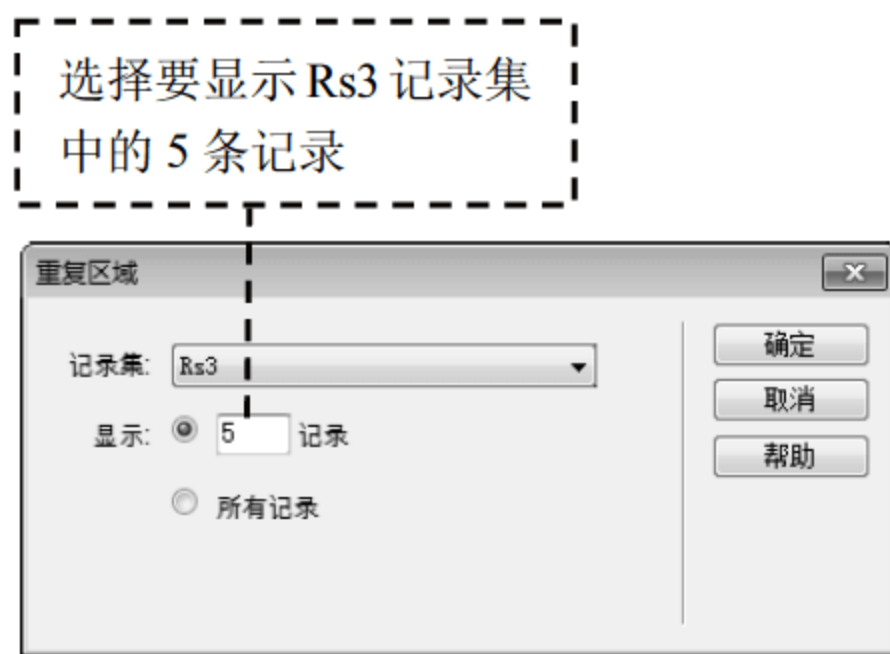 选择要显示 Rs3 记录集
中的 5 条记录
重复区域
记录集: Rs3
确定
取消
显示: 5 记录
帮助
所有记录